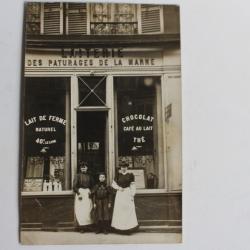 LAITERIE
DES PATURAGES DE LA MARNE
LAIT DE FERME
NATUREL
CHOCOLAT
CAFÉ AU LAIT
THÉ